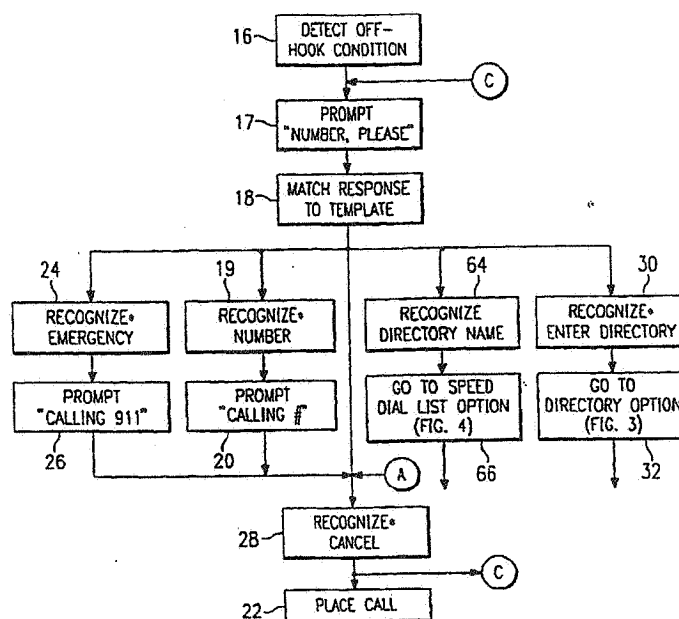 16
DETECT OFF-
HOOK CONDITION
C
17
PROMPT
"NUMBER, PLEASE"
18
MATCH RESPONSE
TO TEMPLATE
24
19
64
30
RECOGNIZE*
EMERGENCY
RECOGNIZE*
NUMBER
RECOGNIZE
DIRECTORY NAME
RECOGNIZE*
ENTER DIRECTORY
PROMPT
"CALLING 911"
PROMPT
"CALLING #"
GO TO SPEED
DIAL LIST OPTION
(FIG. 4)
GO TO
DIRECTORY OPTION
(FIG. 3)
26
20
A
66
32
28
RECOGNIZE*
CANCEL
C
22
PLACE CALL